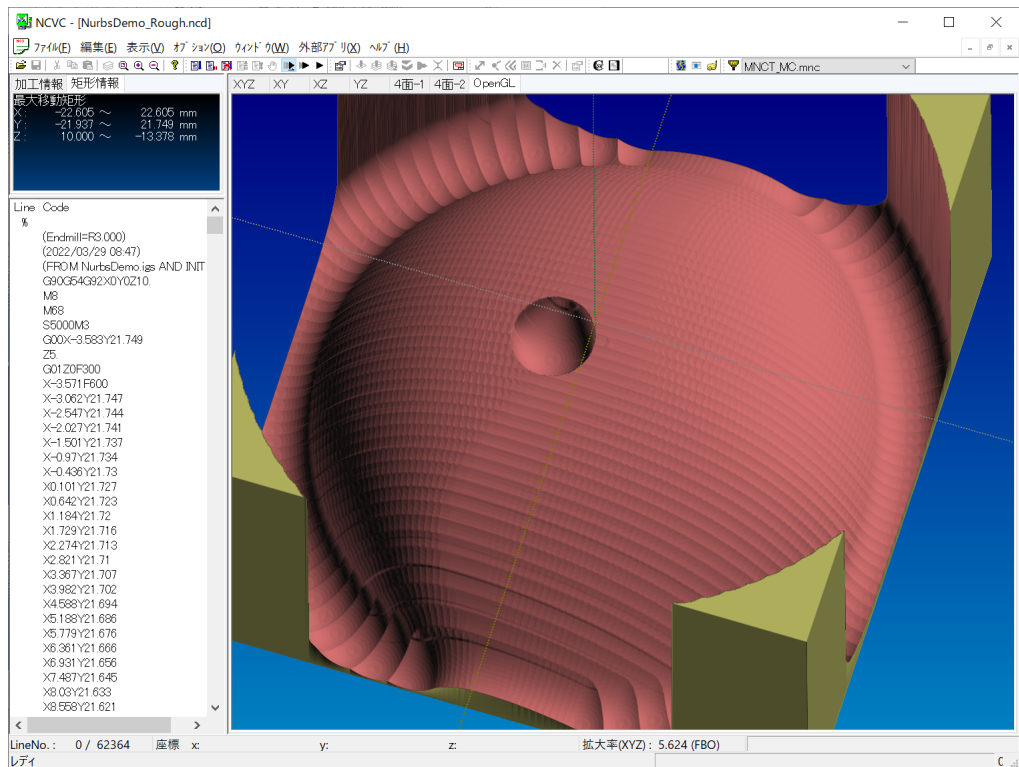 NCVC - [NurbsDemo_Rough.ncd]
ファイル(F) 編集(E) 表示(V) オプション(O) ウィンドウ(W) 外部アプリ(X) ヘルプ(H)
MNCT_MC.mnc
加工情報 矩形情報
XYZ XY XZ YZ 4面-1 4面-2 OpenGL
最大移動矩形
X: -22.605 ～ 22.605 mm
Y: -21.937 ～ 21.749 mm
Z: 10.000 ～ -13.378 mm
Line Code
%
(Endmill=R3.000)
(2022/03/29 08:47)
(FROM NurbsDemo.igs AND INIT
G90G54G92X0Y0Z10.
M8
M68
S5000M3
G00X-3.583Y21.749
Z5.
G01Z0F300
X-3.571F600
X-3.062Y21.747
X-2.547Y21.744
X-2.027Y21.741
X-1.501Y21.737
X-0.97Y21.734
X-0.436Y21.73
X0.101Y21.727
X0.642Y21.723
X1.184Y21.72
X1.729Y21.716
X2.274Y21.713
X2.821Y21.71
X3.367Y21.707
X3.982Y21.702
X4.588Y21.694
X5.188Y21.686
X5.779Y21.676
X6.361Y21.666
X6.931Y21.656
X7.487Y21.645
X8.03Y21.633
X8.558Y21.621
LineNo. : 0 / 62364 座標 x: y: z: 拡大率(XYZ) : 5.624 (FBO)
レディ C